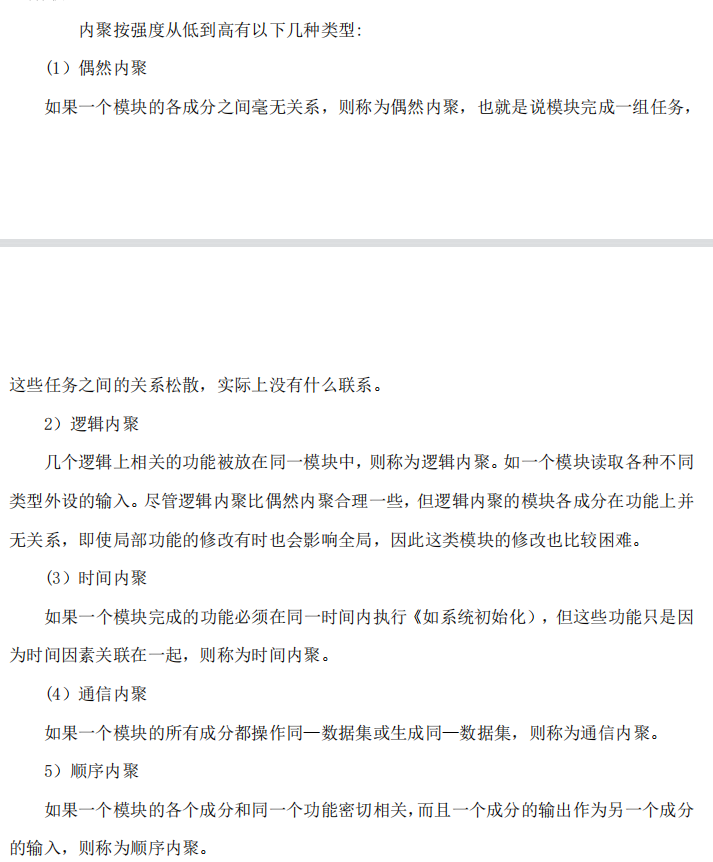 内聚按强度从低到高有以下几种类型:
(1）偶然内聚
如果一个模块的各成分之间毫无关系，则称为偶然内聚，也就是说模块完成一组任务，
这些任务之间的关系松散，实际上没有什么联系。
2）逻辑内聚
几个逻辑上相关的功能被放在同一模块中，则称为逻辑内聚。如一个模块读取各种不同
类型外设的输入。尽管逻辑内聚比偶然内聚合理一些，但逻辑内聚的模块各成分在功能上并
无关系，即使局部功能的修改有时也会影响全局，因此这类模块的修改也比较困难。
(3）时间内聚
如果一个模块完成的功能必须在同一时间内执行《如系统初始化），但这些功能只是因
为时间因素关联在一起，则称为时间内聚。
(4）通信内聚
如果一个模块的所有成分都操作同—数据集或生成同—数据集，则称为通信内聚。
5）顺序内聚
如果一个模块的各个成分和同一个功能密切相关，而且一个成分的输出作为另一个成分
的输入，则称为顺序内聚。